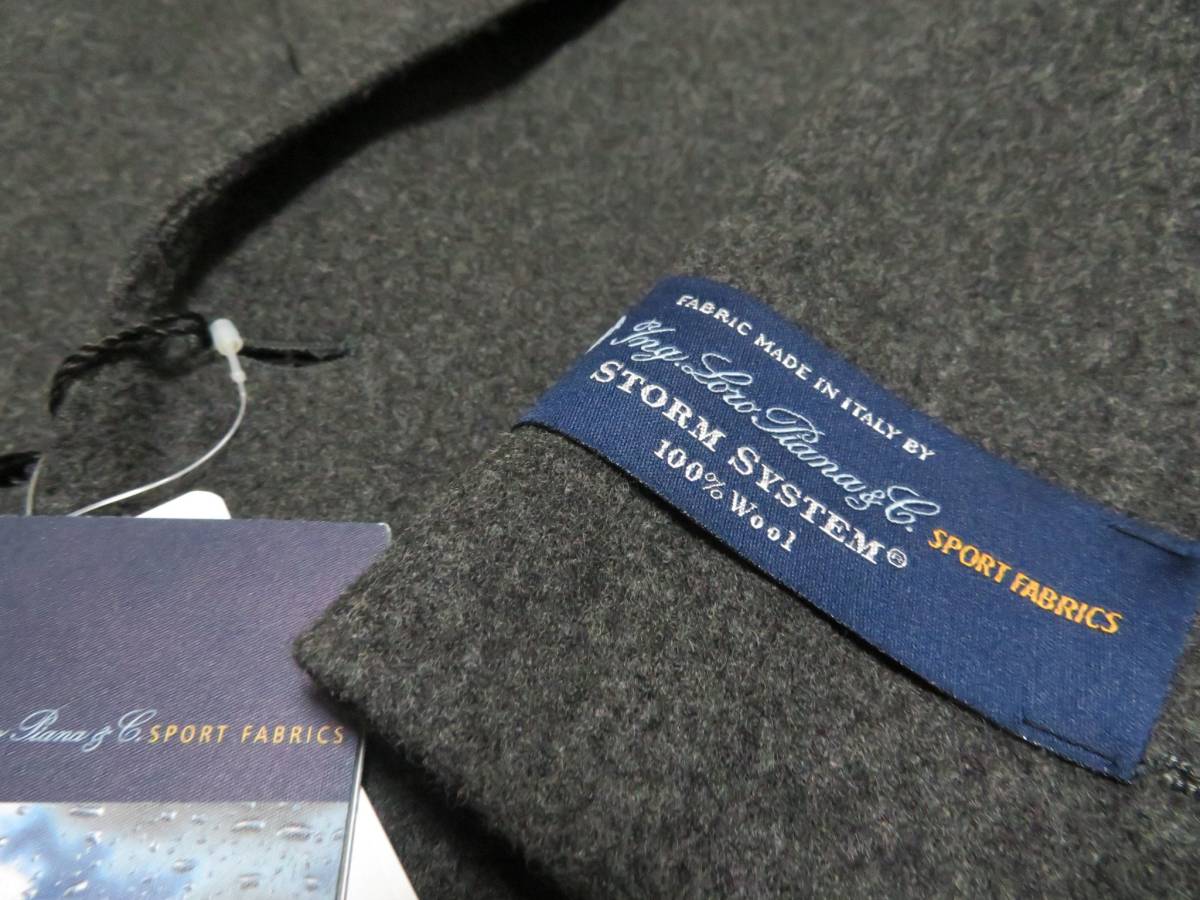 FABRIC MADE IN ITALY BY
Ing. Loro Piana & C.
STORM SYSTEM®
SPORT FABRICS
100% Wool
Piana & C. SPORT FABRICS